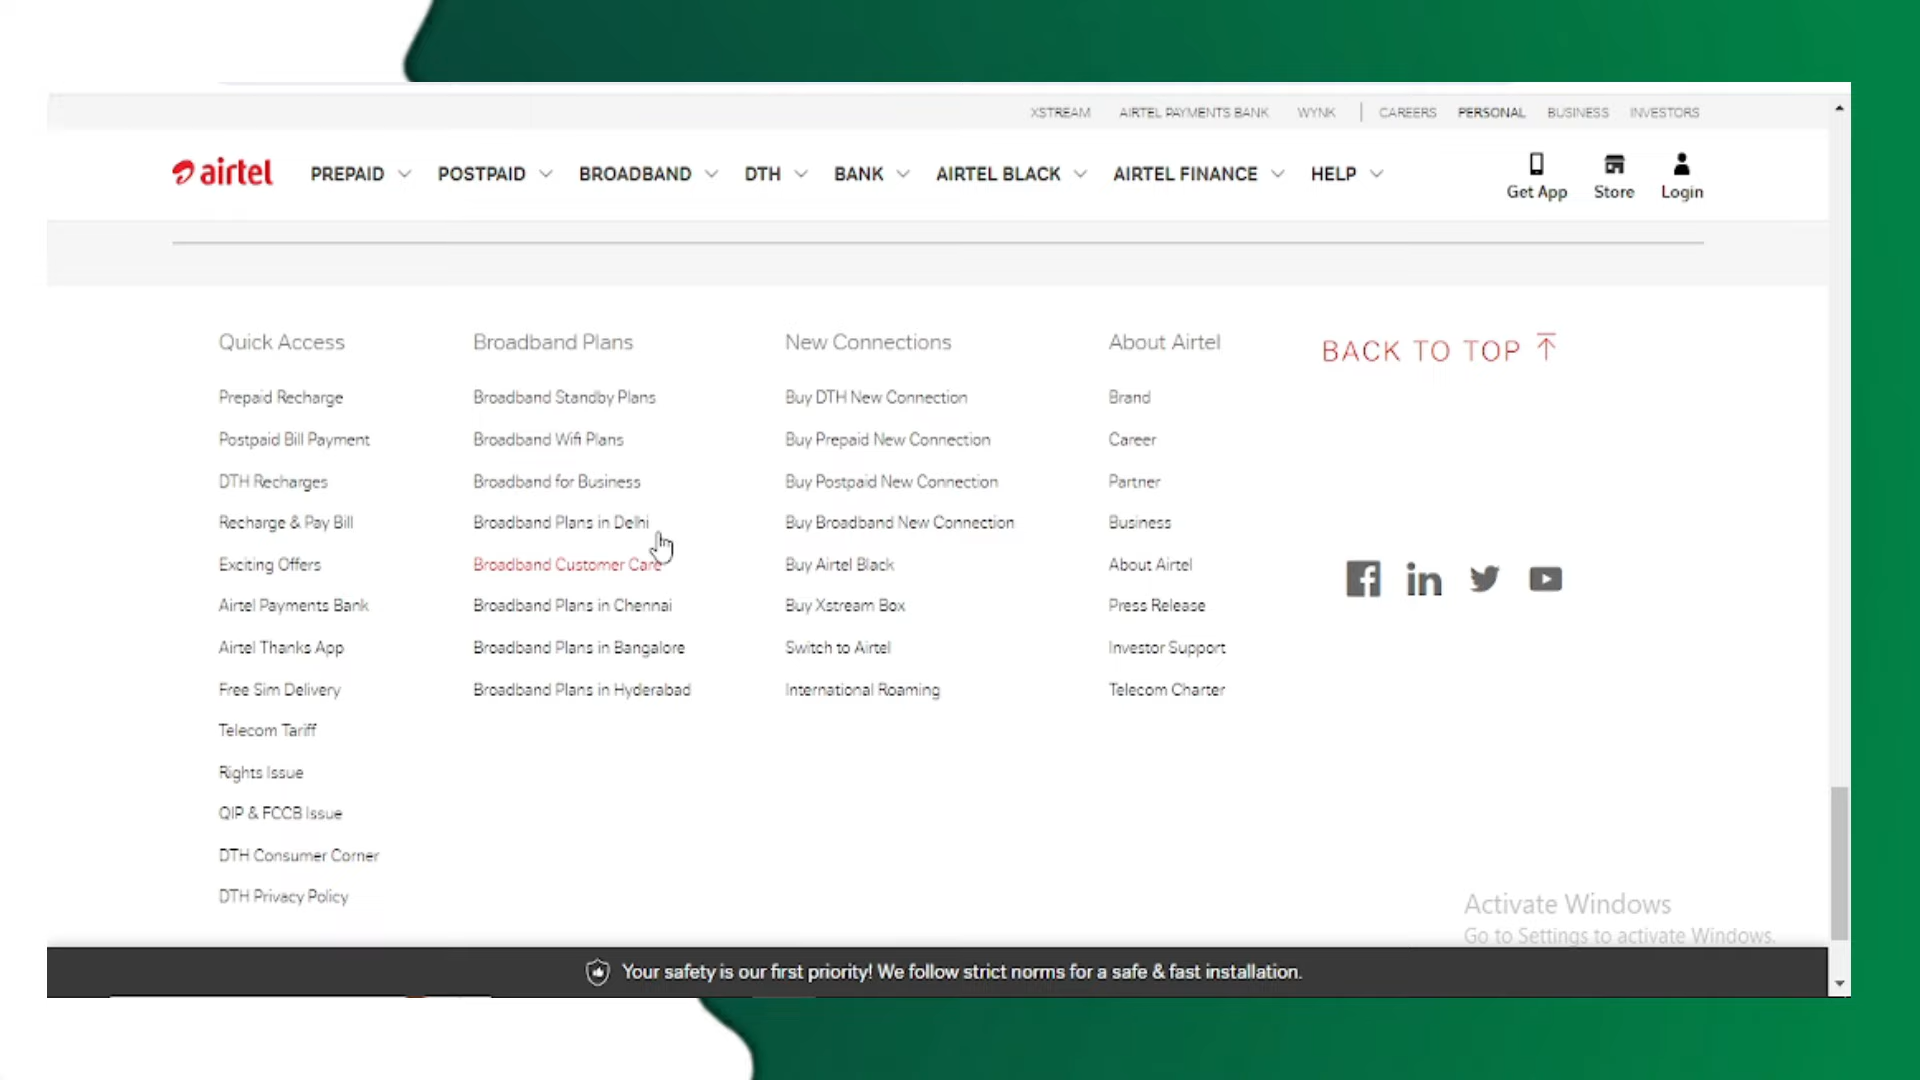 XSTREAM AIRTEL PAYMENTS BANK WYNK | CAREERS PERSONAL BUSINESS INVESTORS
airtel PREPAID POSTPAID BROADBAND DTH BANK AIRTEL BLACK AIRTEL FINANCE HELP Get App Store Login
Quick Access
Prepaid Recharge
Postpaid Bill Payment
DTH Recharges
Recharge & Pay Bill
Exciting Offers
Airtel Payments Bank
Airtel Thanks App
Free Sim Delivery
Telecom Tariff
Rights Issue
QIP & FCCB Issue
DTH Consumer Corner
DTH Privacy Policy
Broadband Plans
Broadband Standby Plans
Broadband Wifi Plans
Broadband for Business
Broadband Plans in Delhi
Broadband Customer Care
Broadband Plans in Chennai
Broadband Plans in Bangalore
Broadband Plans in Hyderabad
New Connections
Buy DTH New Connection
Buy Prepaid New Connection
Buy Postpaid New Connection
Buy Broadband New Connection
Buy Airtel Black
Buy Xstream Box
Switch to Airtel
International Roaming
About Airtel
Brand
Career
Partner
Business
About Airtel
Press Release
Investor Support
Telecom Charter
BACK TO TOP
Activate Windows
Go to Settings to activate Windows.
Your safety is our first priority! We follow strict norms for a safe & fast installation.